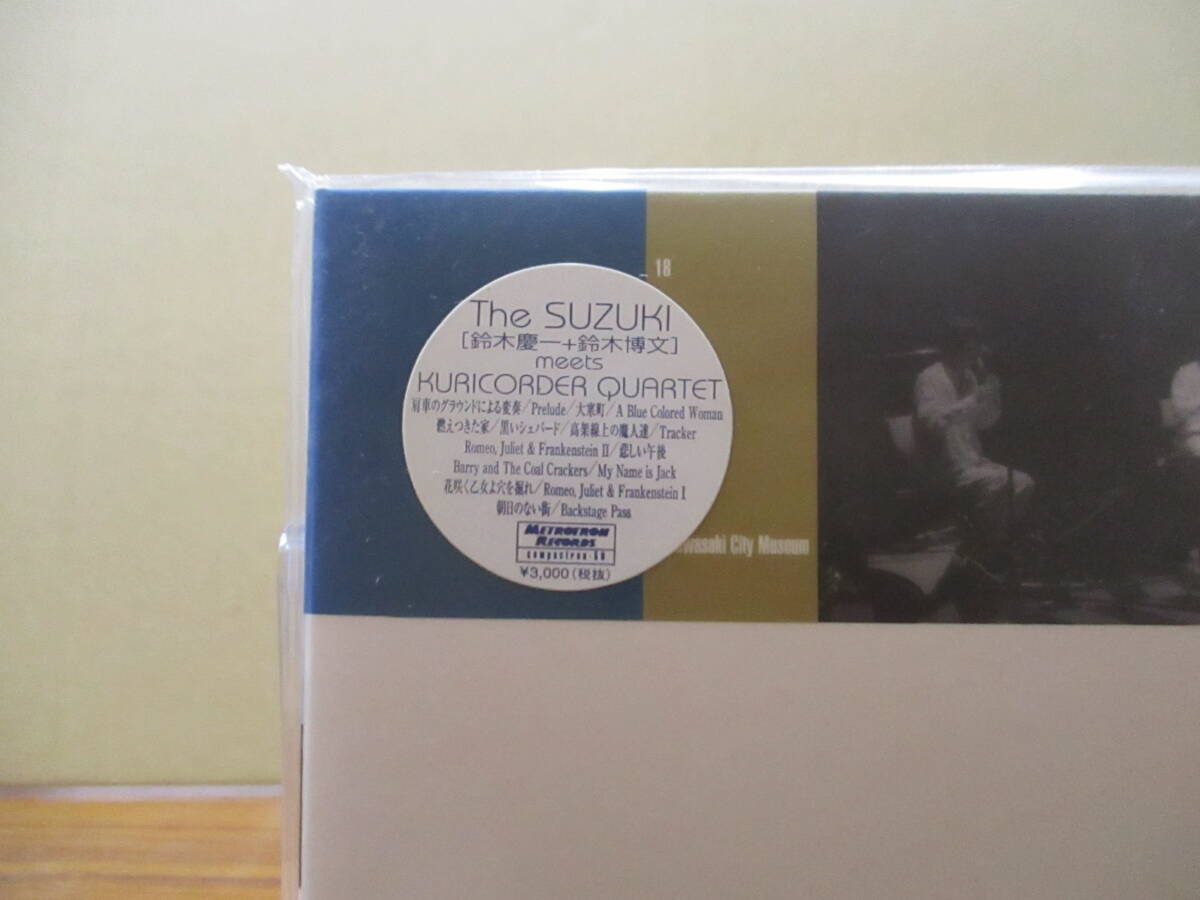 18
The SUZUKI
[鈴木慶一+鈴木博文]
meets
KURICORDER QUARTET
肩車のグラウンドによる変奏/Prelude/大寒町/A Blue Colored Woman
燃えつきた家/黒いシェパード/高架線上の魔人達/Tracker
Romeo, Juliet & Frankenstein II/悲しい午後
Barry and The Coal Crackers/My Name is Jack
花咲く乙女よ穴を掘れ/Romeo, Juliet & Frankenstein I
朝日のない街/Backstage Pass
METROTRON
RECORDS
City Museum
¥3,000(税抜)